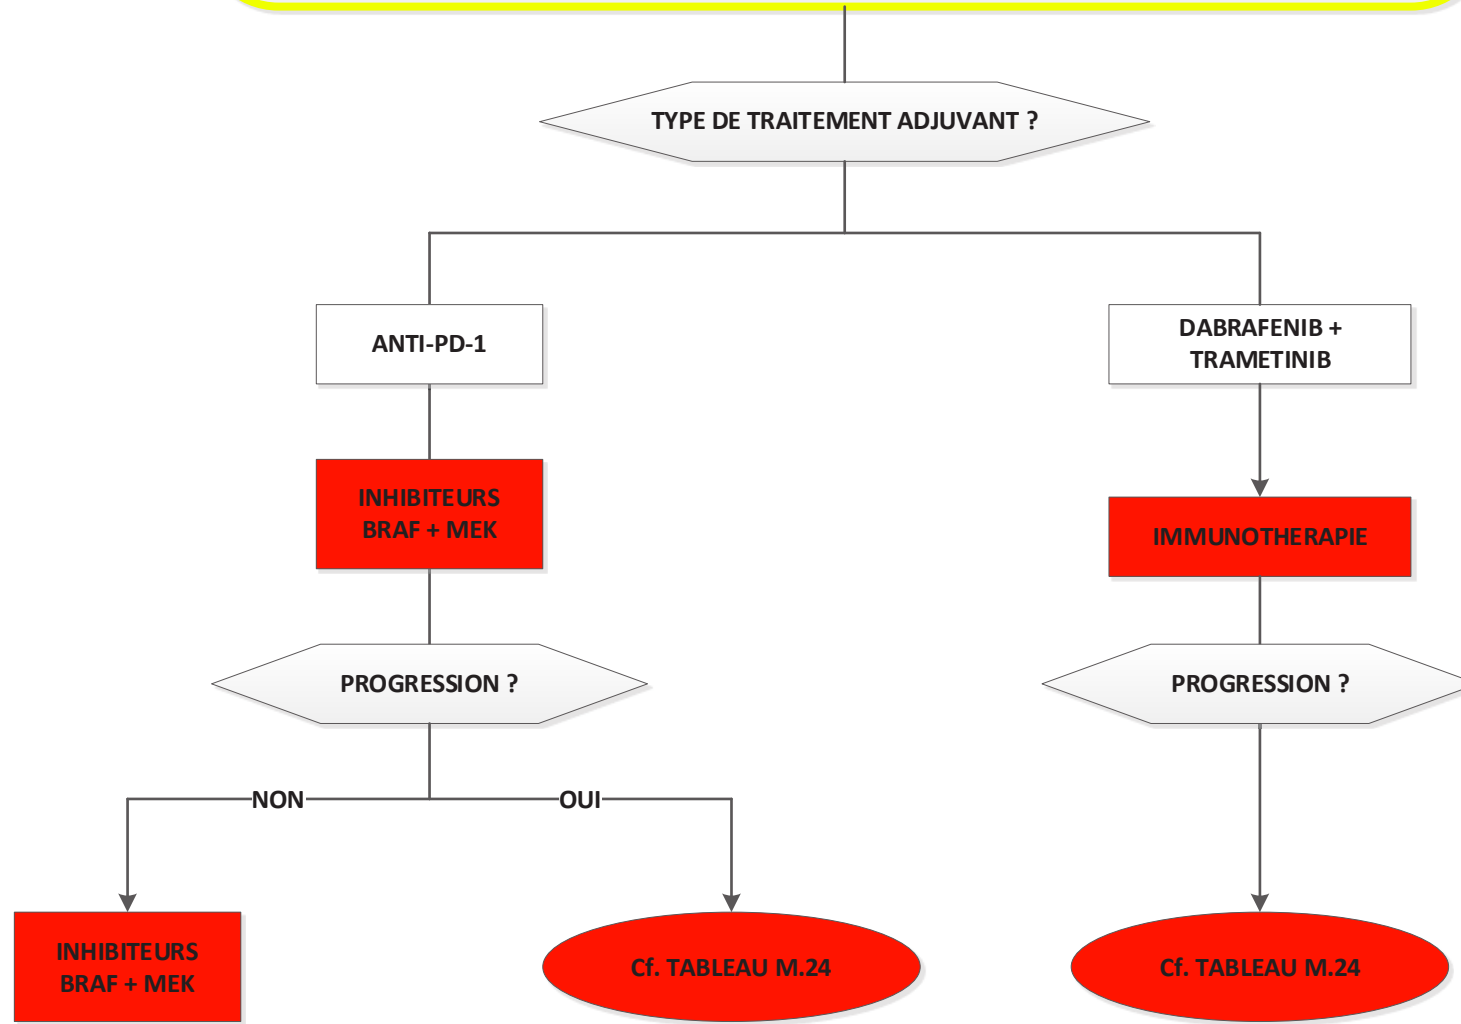 TYPE DE TRAITEMENT ADJUVANT ?
ANTI-PD-1
DABRAFENIB +
TRAMETINIB
INHIBITEURS
BRAF + MEK
IMMUNOTHERAPIE
PROGRESSION ?
PROGRESSION ?
NON
OUI
INHIBITEURS
BRAF + MEK
Cf. TABLEAU M.24
Cf. TABLEAU M.24